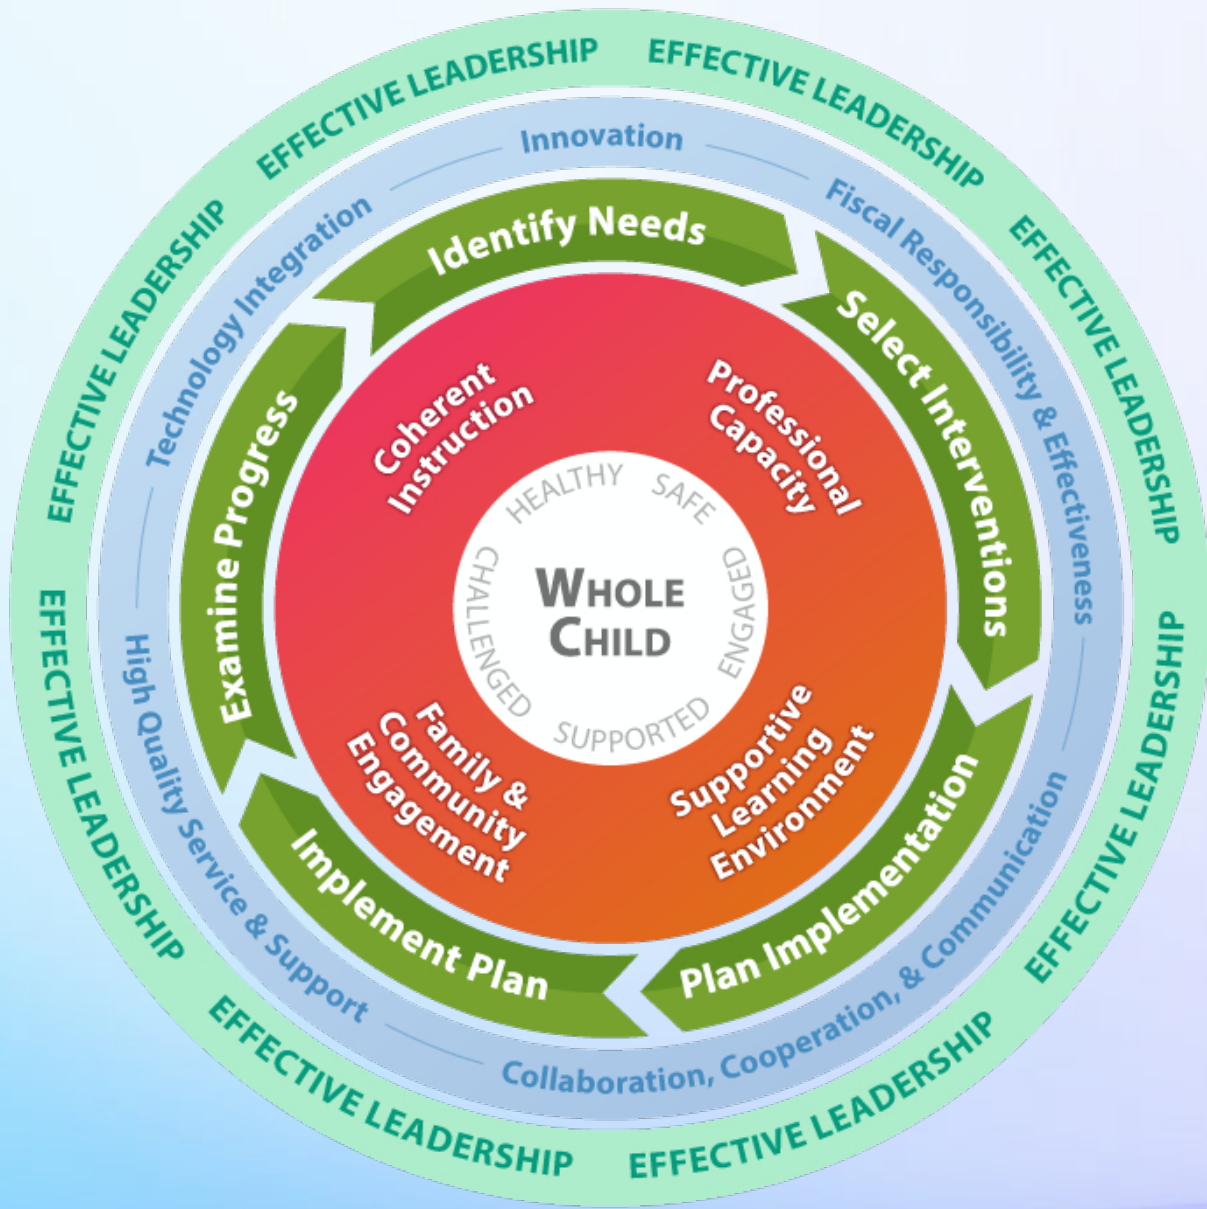 EFFECTIVE LEADERSHIP
EFFECTIVE LEADERSHIP
EFFECTIVE LEADERSHIP
EFFECTIVE LEADERSHIP
EFFECTIVE LEADERSHIP
EFFECTIVE LEADERSHIP
EFFECTIVE LEADERSHIP
EFFECTIVE LEADERSHIP
Innovation
Fiscal Responsibility & Effectiveness
Collaboration, Cooperation, & Communication
High Quality Service & Support
Technology Integration
Identify Needs
Select Interventions
Plan Implementation
Implement Plan
Examine Progress
Coherent
Instruction
Professional
Capacity
Supportive
Learning
Environment
Family &
Community
Engagement
HEALTHY
SAFE
ENGAGED
SUPPORTED
CHALLENGED
WHOLE
CHILD